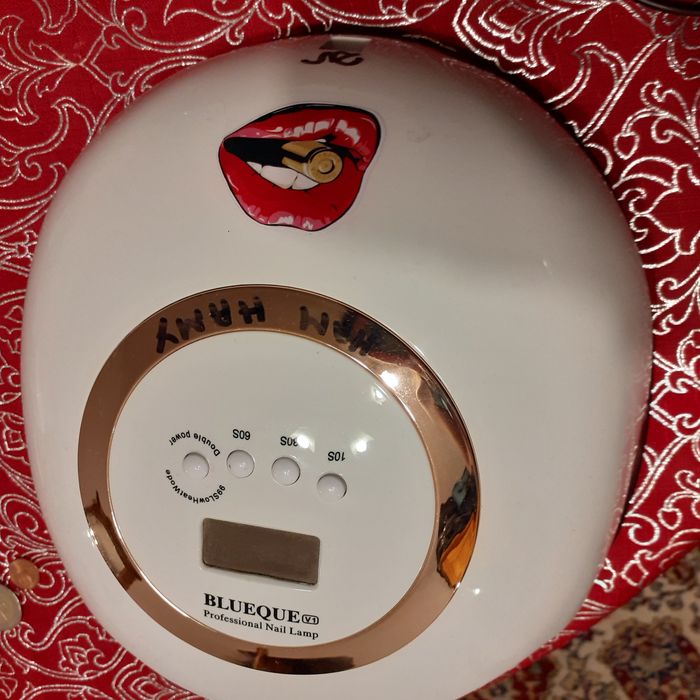 10S
30S
60S
Double power
99SLowHeatMode
BLUEQUE V1
Professional Nail Lamp